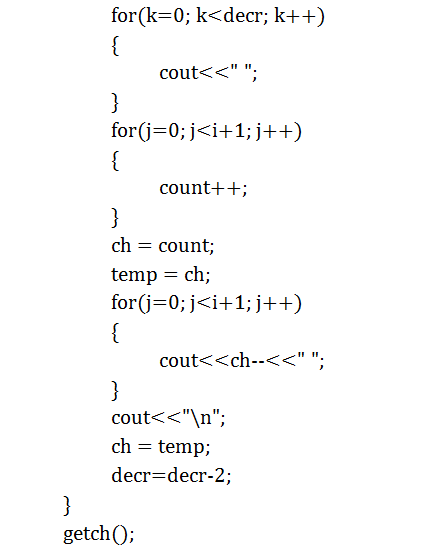 for(k=0; k<decr; k++)
{
cout<<" ";
}
for(j=0; j<i+1; j++)
{
count++;
}
ch = count;
temp = ch;
for(j=0; j<i+1; j++)
{
cout<<ch--<<" ";
}
cout<<"\n";
ch = temp;
decr=decr-2;
}
getch();